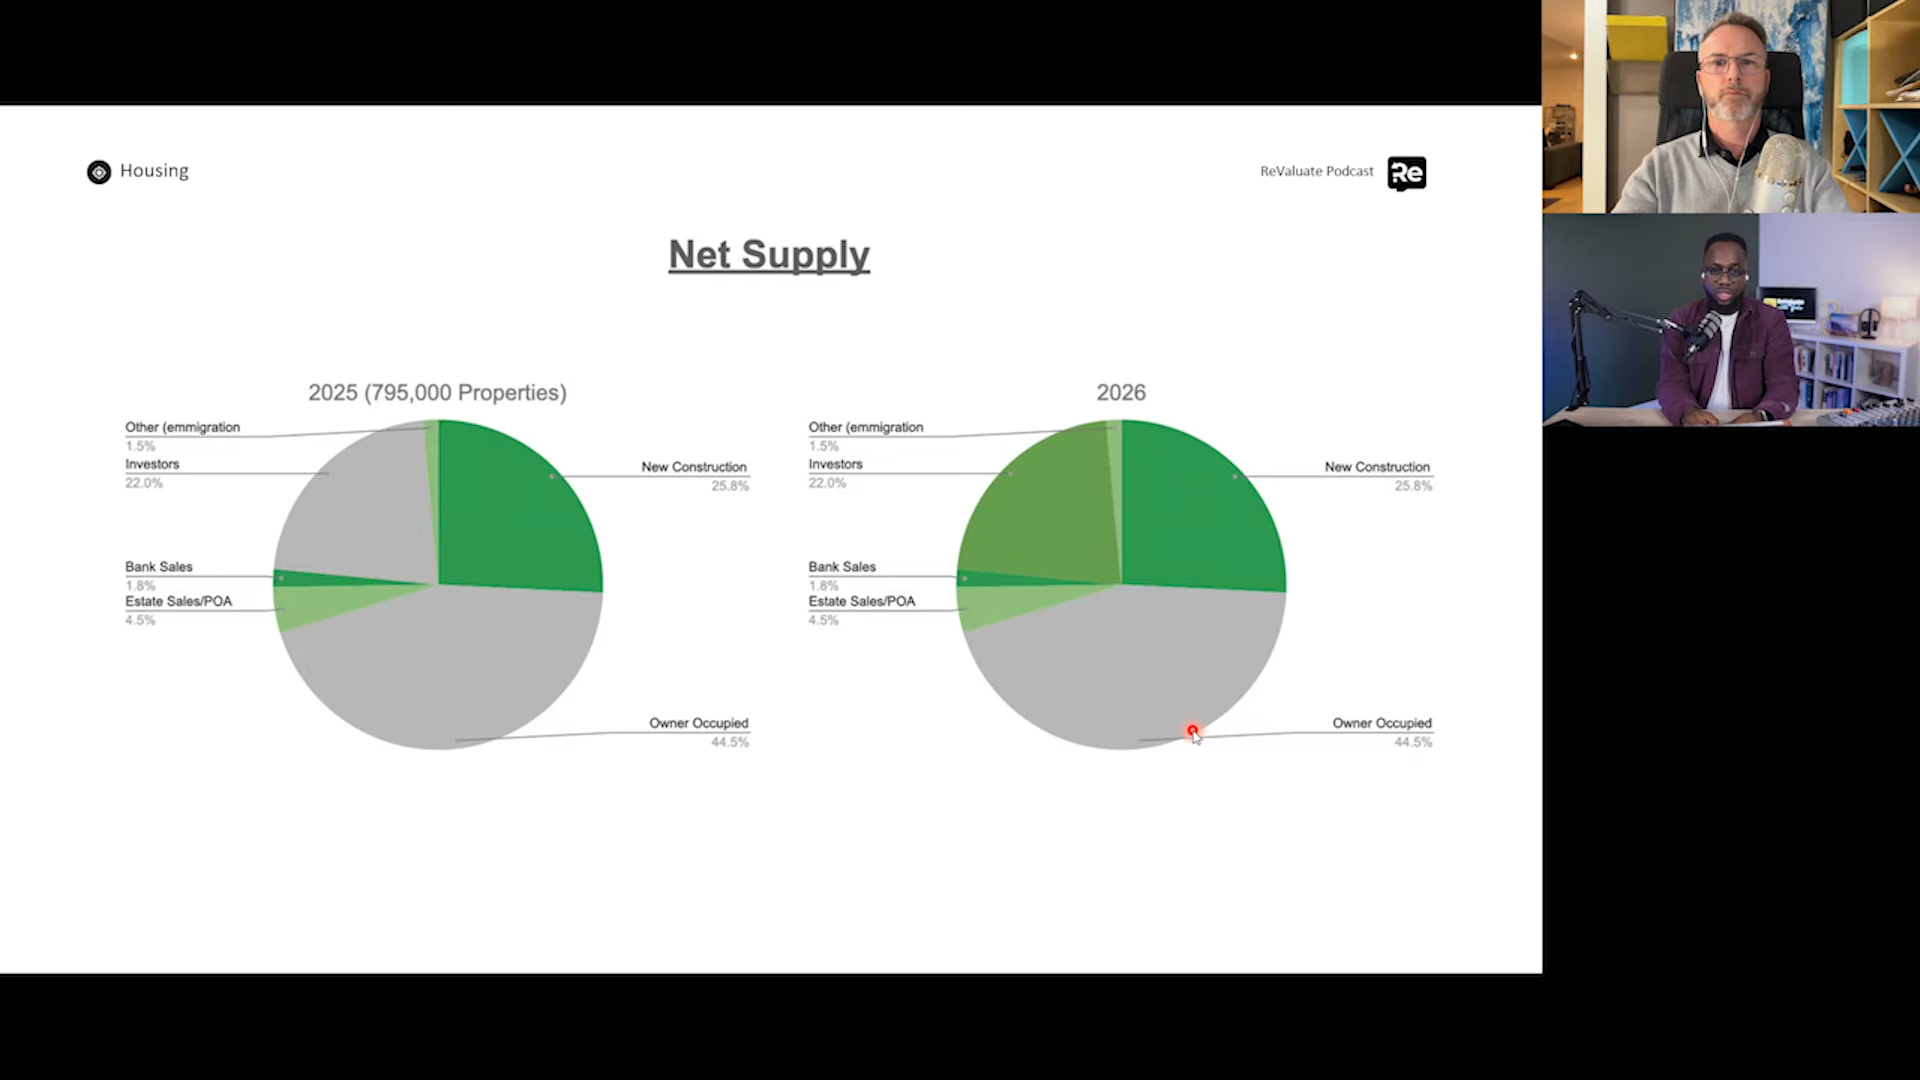 Housing
ReValuate Podcast
Re
Net Supply
2025 (795,000 Properties)
Other (emmigration
1.5%
Investors
22.0%
New Construction
25.8%
Bank Sales
1.8%
Estate Sales/POA
4.5%
Owner Occupied
44.5%
2026
Other (emmigration
1.5%
Investors
22.0%
New Construction
25.8%
Bank Sales
1.8%
Estate Sales/POA
4.5%
Owner Occupied
44.5%